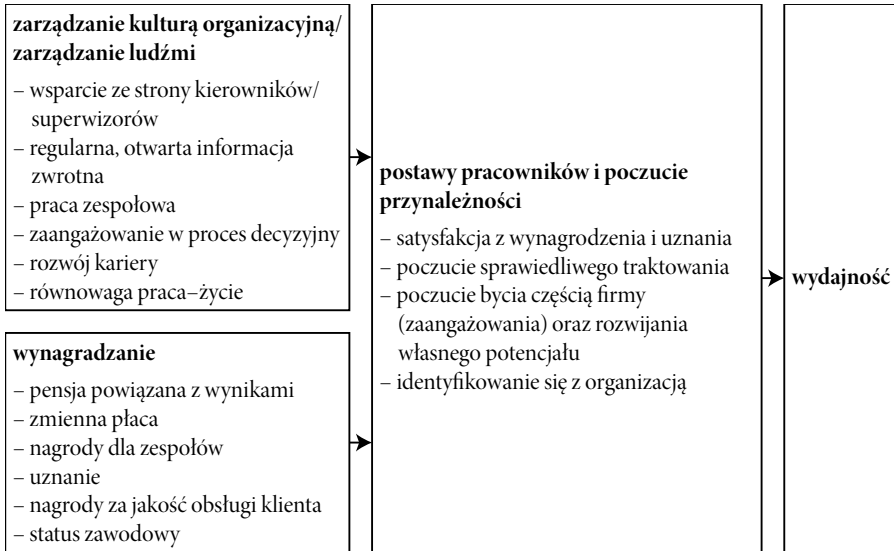 zarządzanie kulturą organizacyjną/
zarządzanie ludźmi
– wsparcie ze strony kierowników/
superwizorów
– regularna, otwarta informacja
zwrotna
– praca zespołowa
– zaangażowanie w proces decyzyjny
– rozwój kariery
– równowaga praca–życie
wynagradzanie
– pensja powiązana z wynikami
– zmienna płaca
– nagrody dla zespołów
– uznanie
– nagrody za jakość obsługi klienta
– status zawodowy
postawy pracowników i poczucie
przynależności
– satysfakcja z wynagrodzenia i uznania
– poczucie sprawiedliwego traktowania
– poczucie bycia częścią firmy
(zaangażowania) oraz rozwijania
własnego potencjału
– identyfikowanie się z organizacją
wydajność